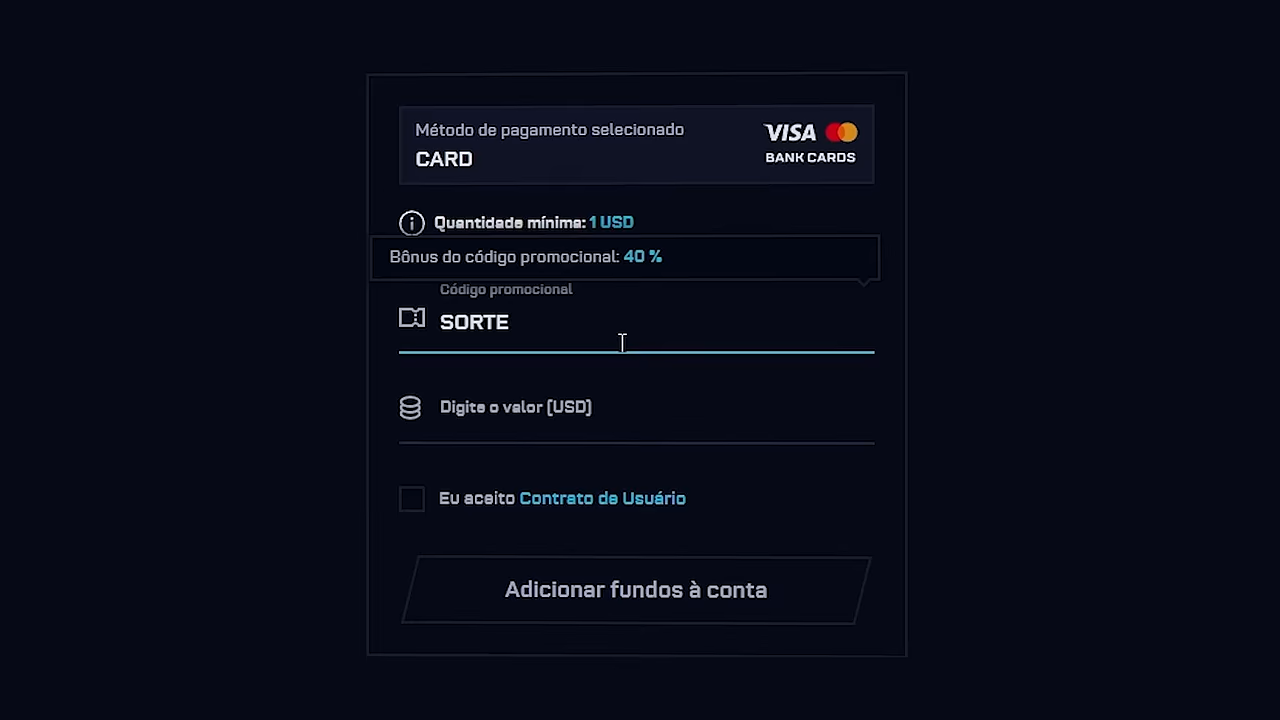 Método de pagamento selecionado
CARD
VISA
BANK CARDS
Quantidade mínima: 1 USD
Bônus do código promocional: 40 %
Código promocional
SORTE
Digite o valor (USD)
Eu aceito Contrato de Usuário
Adicionar fundos à conta